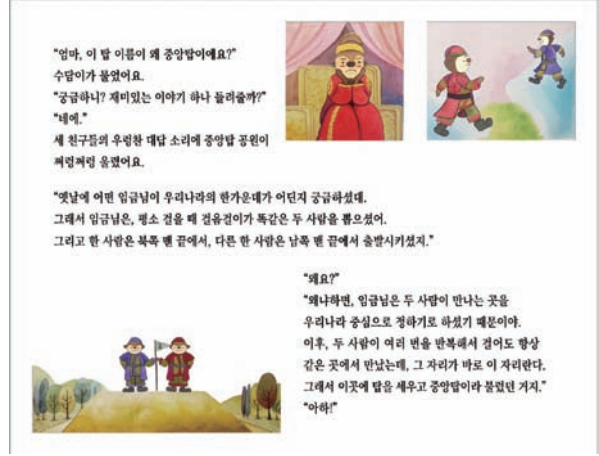 "엄마, 이 탑 이름이 왜 중앙탑이에요?"
수달이가 물었어요.
"궁금하니? 재미있는 이야기 하나 들려줄까?"
"네에."
세 친구들의 우렁찬 대답 소리에 중앙탑 공원이
쩌렁쩌렁 울렸어요.
"옛날에 어떤 임금님이 우리나라의 한가운데가 어딘지 궁금하셨대.
그래서 임금님은, 평소 걸을 때 걸음걸이가 똑같은 두 사람을 뽑으셨어.
그리고 한 사람은 북쪽 맨 끝에서, 다른 한 사람은 남쪽 맨 끝에서 출발시키셨지."
"왜요?"
"왜냐하면, 임금님은 두 사람이 만나는 곳을
우리나라 중심으로 정하기로 하셨기 때문이야.
이후, 두 사람이 여러 번을 반복해서 걸어도 항상
같은 곳에서 만났는데, 그 자리가 바로 이 자리란다.
그래서 이곳에 탑을 세우고 중앙탑이라 불렀던 거지."
"아하!"